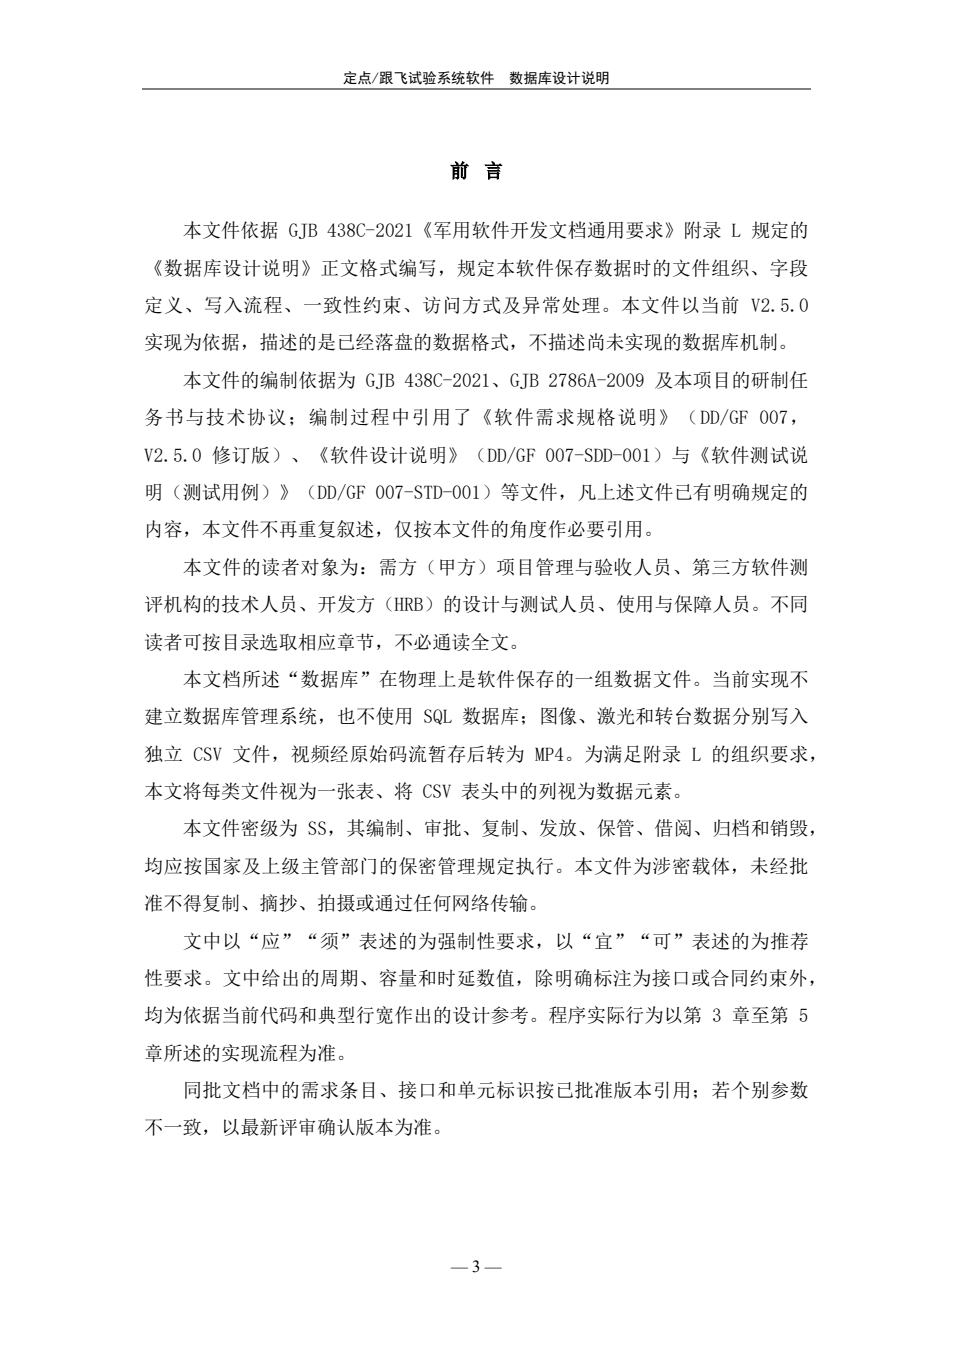 定点/跟飞试验系统软件　数据库设计说明
前 言
本文件依据 GJB 438C-2021《军用软件开发文档通用要求》附录 L 规定的
《数据库设计说明》正文格式编写，规定本软件保存数据时的文件组织、字段
定义、写入流程、一致性约束、访问方式及异常处理。本文件以当前 V2.5.0
实现为依据，描述的是已经落盘的数据格式，不描述尚未实现的数据库机制。
本文件的编制依据为 GJB 438C-2021、GJB 2786A-2009 及本项目的研制任
务书与技术协议；编制过程中引用了《软件需求规格说明》（DD/GF 007，
V2.5.0 修订版）、《软件设计说明》（DD/GF 007-SDD-001）与《软件测试说
明（测试用例）》（DD/GF 007-STD-001）等文件，凡上述文件已有明确规定的
内容，本文件不再重复叙述，仅按本文件的角度作必要引用。
本文件的读者对象为：需方（甲方）项目管理与验收人员、第三方软件测
评机构的技术人员、开发方（HRB）的设计与测试人员、使用与保障人员。不同
读者可按目录选取相应章节，不必通读全文。
本文档所述“数据库”在物理上是软件保存的一组数据文件。当前实现不
建立数据库管理系统，也不使用 SQL 数据库；图像、激光和转台数据分别写入
独立 CSV 文件，视频经原始码流暂存后转为 MP4。为满足附录 L 的组织要求，
本文将每类文件视为一张表、将 CSV 表头中的列视为数据元素。
本文件密级为 SS，其编制、审批、复制、发放、保管、借阅、归档和销毁，
均应按国家及上级主管部门的保密管理规定执行。本文件为涉密载体，未经批
准不得复制、摘抄、拍摄或通过任何网络传输。
文中以“应”“须”表述的为强制性要求，以“宜”“可”表述的为推荐
性要求。文中给出的周期、容量和时延数值，除明确标注为接口或合同约束外，
均为依据当前代码和典型行宽作出的设计参考。程序实际行为以第 3 章至第 5
章所述的实现流程为准。
同批文档中的需求条目、接口和单元标识按已批准版本引用；若个别参数
不一致，以最新评审确认版本为准。
— 3 —